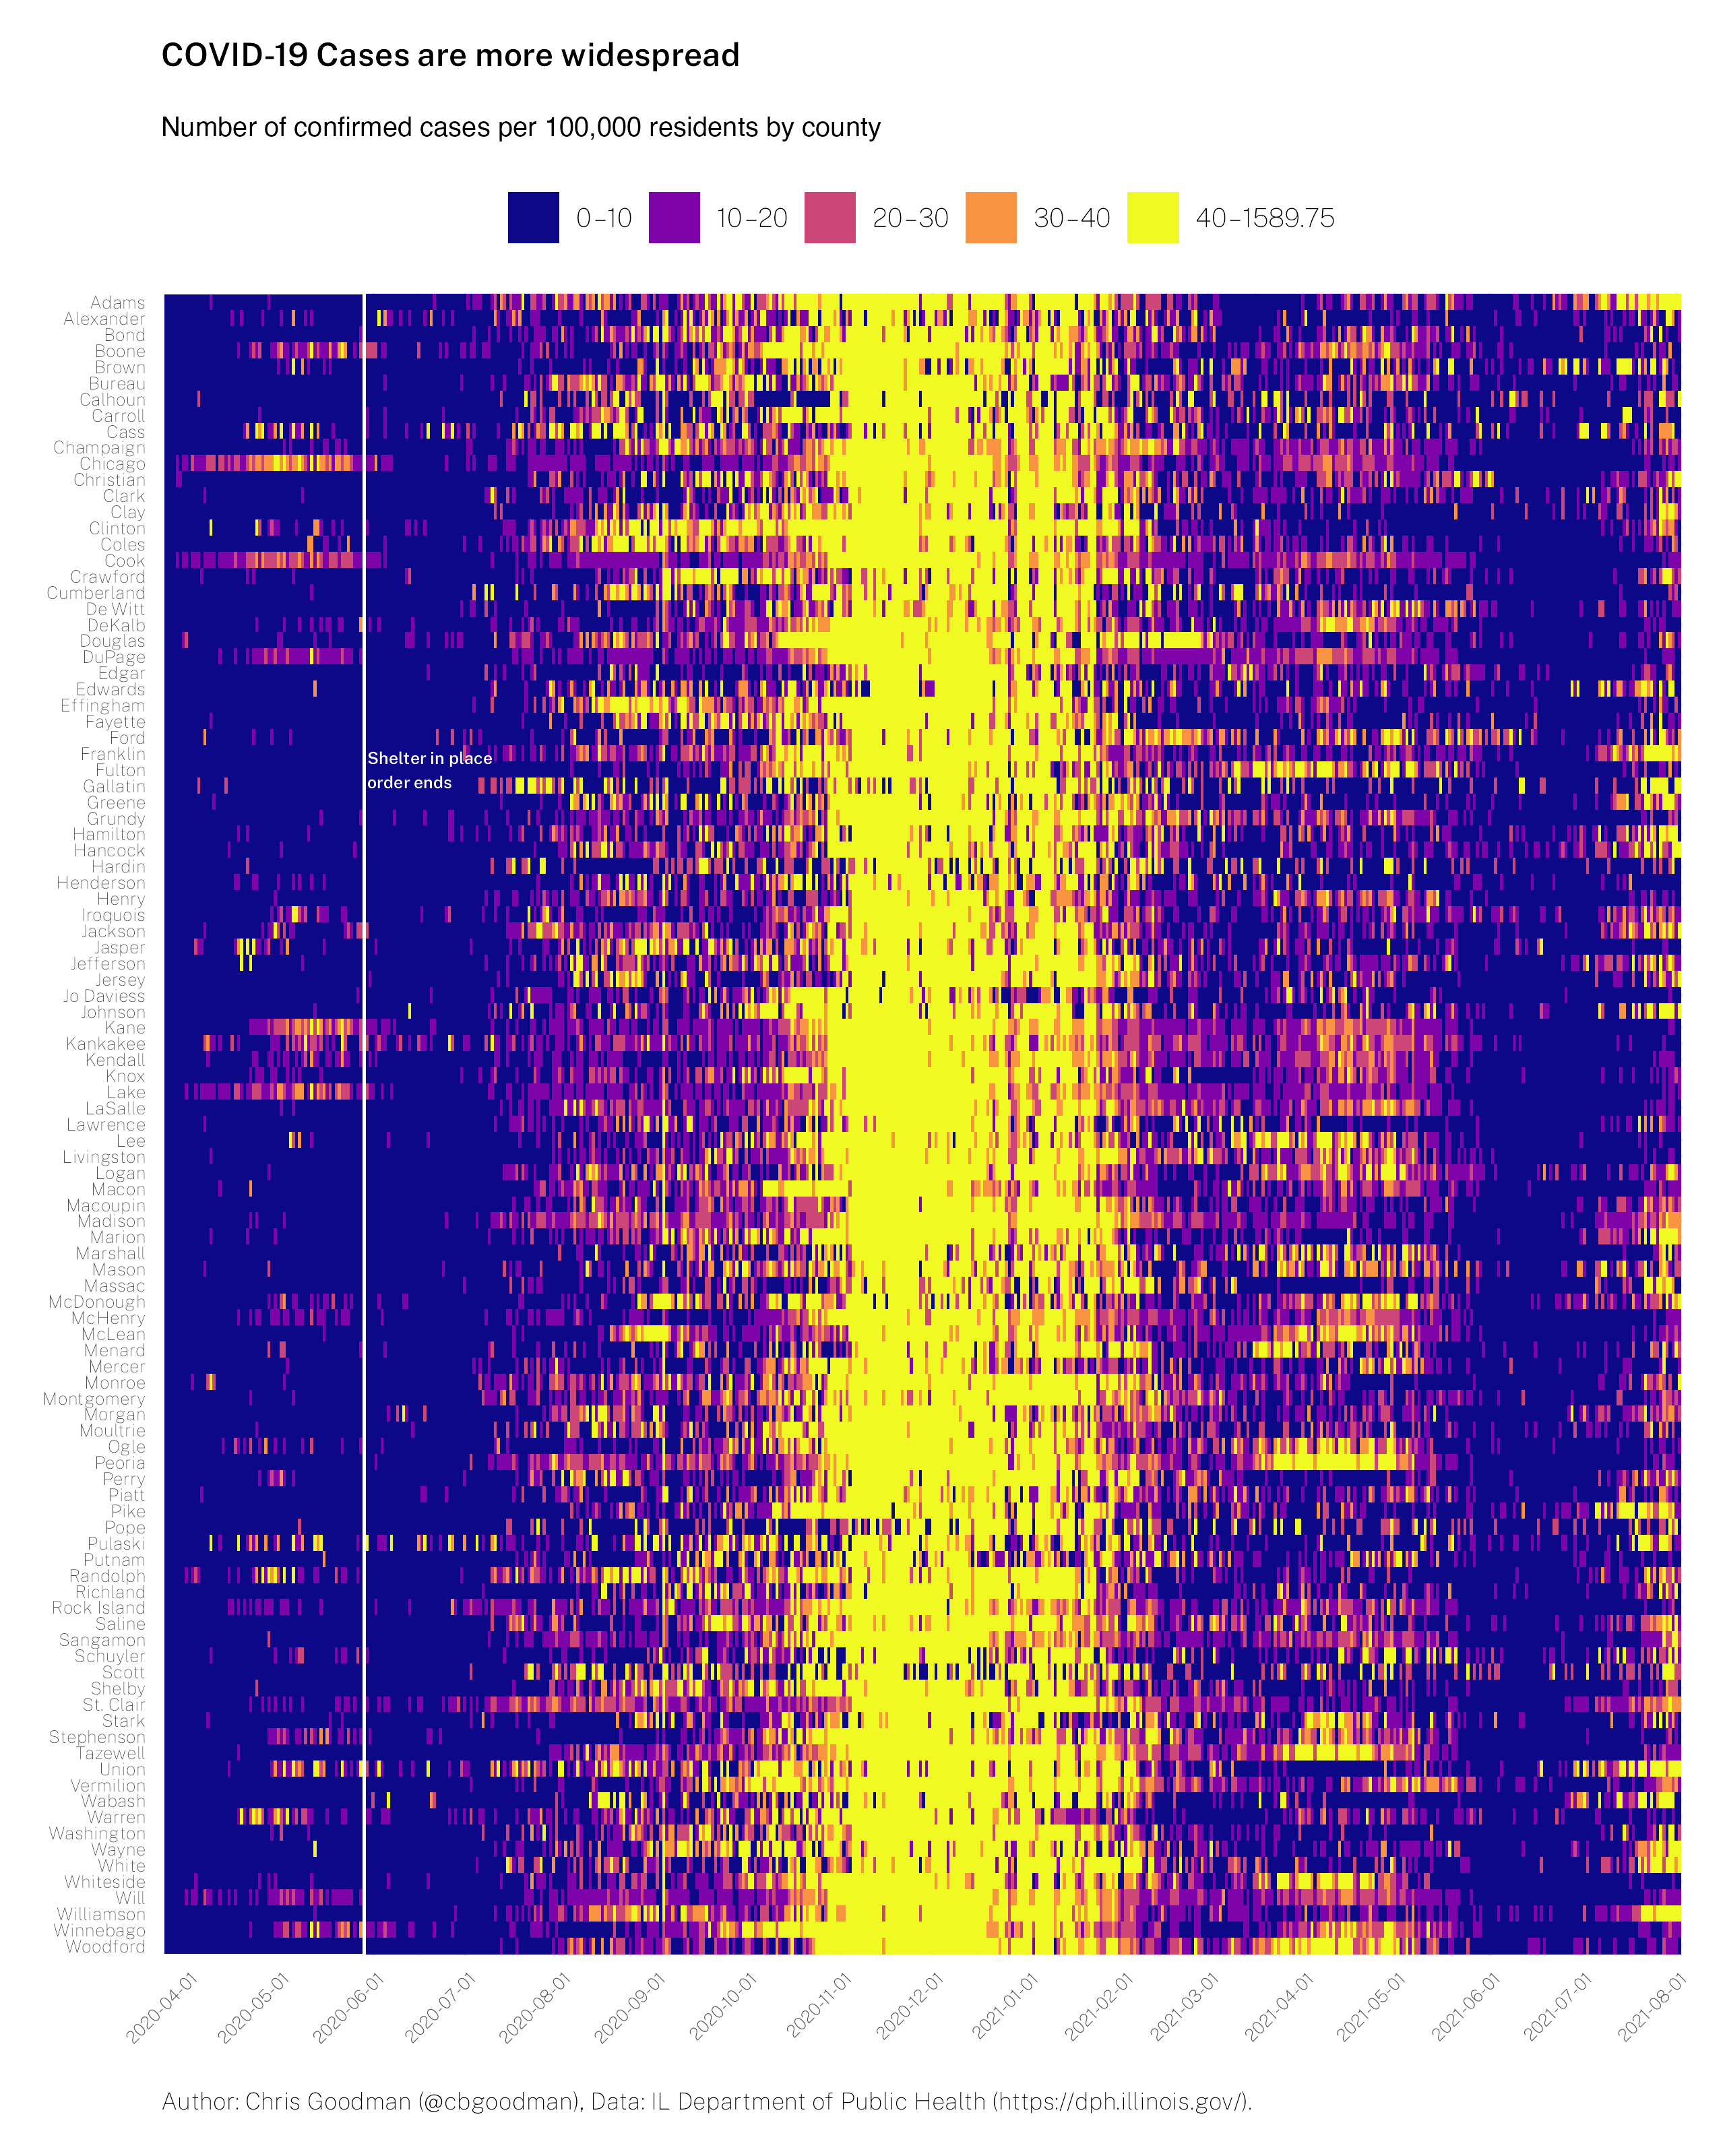 COVID-19 Cases are more widespread
Number of confirmed cases per 100,000 residents by county
0–10 10–20 20–30 30–40 40–1589.75
Adams
Alexander
Bond
Boone
Brown
Bureau
Calhoun
Carroll
Cass
Champaign
Chicago
Christian
Clark
Clay
Clinton
Coles
Cook
Crawford
Cumberland
De Witt
DeKalb
Douglas
DuPage
Edgar
Edwards
Effingham
Fayette
Ford
Franklin
Fulton
Gallatin
Greene
Grundy
Hamilton
Hancock
Hardin
Henderson
Henry
Iroquois
Jackson
Jasper
Jefferson
Jersey
Jo Daviess
Johnson
Kane
Kankakee
Kendall
Knox
Lake
LaSalle
Lawrence
Lee
Livingston
Logan
Macon
Macoupin
Madison
Marion
Marshall
Mason
Massac
McDonough
McHenry
McLean
Menard
Mercer
Monroe
Montgomery
Morgan
Moultrie
Ogle
Peoria
Perry
Piatt
Pike
Pope
Pulaski
Putnam
Randolph
Richland
Rock Island
Saline
Sangamon
Schuyler
Scott
Shelby
St. Clair
Stark
Stephenson
Tazewell
Union
Vermilion
Wabash
Warren
Washington
Wayne
White
Whiteside
Will
Williamson
Winnebago
Woodford
Shelter in place
order ends
2020-04-01
2020-05-01
2020-06-01
2020-07-01
2020-08-01
2020-09-01
2020-10-01
2020-11-01
2020-12-01
2021-01-01
2021-02-01
2021-03-01
2021-04-01
2021-05-01
2021-06-01
2021-07-01
2021-08-01
Author: Chris Goodman (@cbgoodman), Data: IL Department of Public Health (https://dph.illinois.gov/).